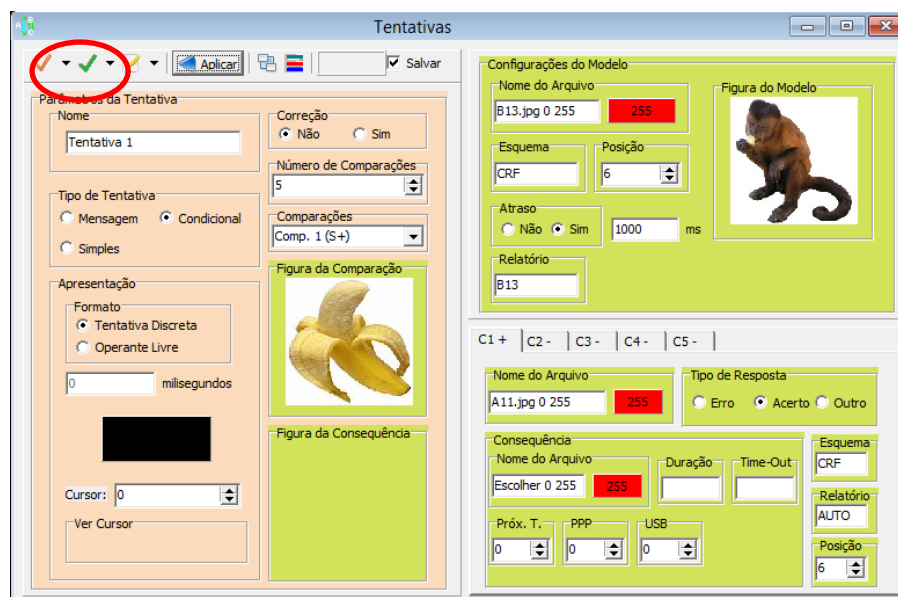 Tentativas
Aplicar
Salvar
Parâmetros da Tentativa
Nome
Tentativa 1
Correção
Não Sim
Número de Comparações
5
Tipo de Tentativa
Mensagem Condicional
Simples
Comparações
Comp. 1 (S+)
Apresentação
Formato
Tentativa Discreta
Operante Livre
0 milisegundos
Cursor: 0
Ver Cursor
Figura da Comparação
Figura da Consequência
Configurações do Modelo
Nome do Arquivo
B13.jpg 0 255 255
Figura do Modelo
Esquema
CRF
Posição
6
Atraso
Não Sim 1000 ms
Relatório
B13
C1 + C2 - C3 - C4 - C5 -
Nome do Arquivo
A11.jpg 0 255 255
Tipo de Resposta
Erro Acerto Outro
Consequência
Nome do Arquivo
Escolher 0 255 255
Duração
Time-Out
Próx. T.
0
PPP
0
USB
0
Esquema
CRF
Relatório
AUTO
Posição
6